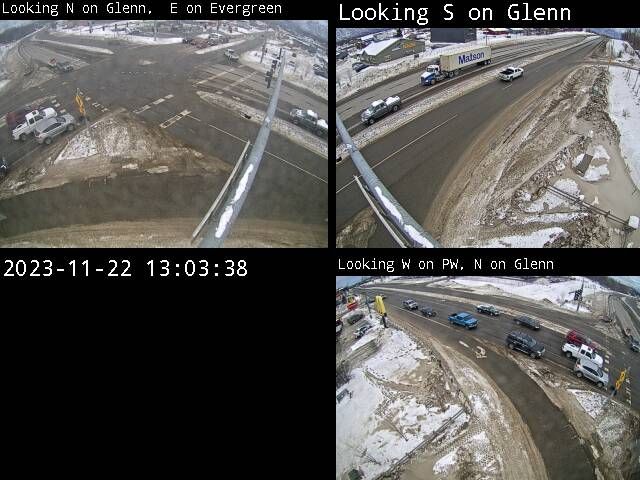 Looking N on Glenn,  E on Evergreen
Looking S on Glenn
Matson
2023-11-22 13:03:38
Looking W on PW, N on Glenn